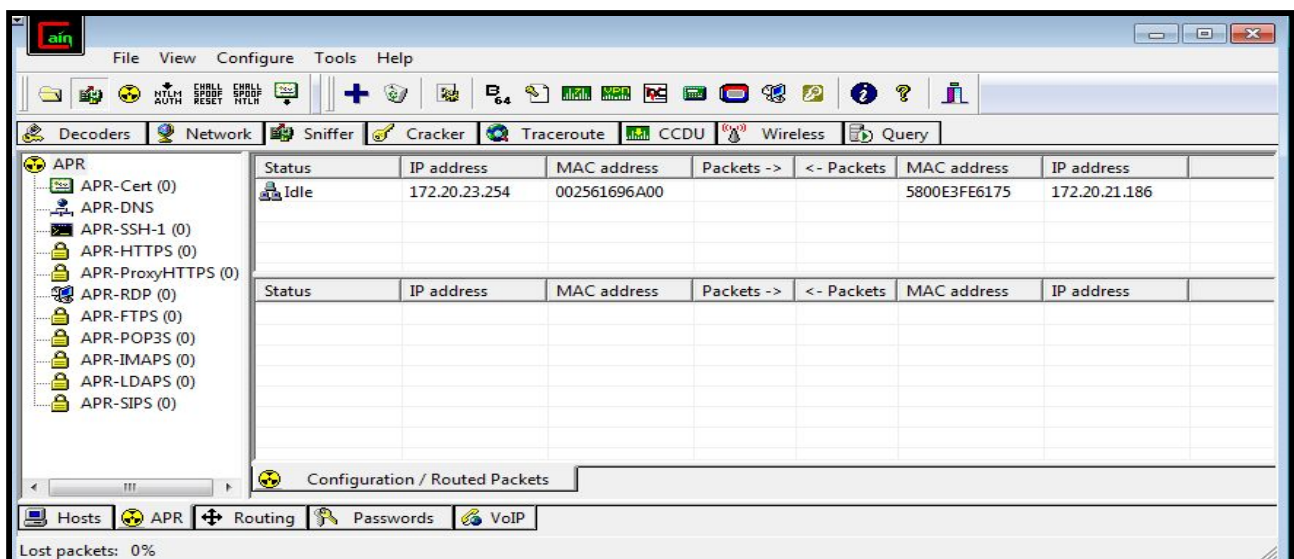 aín
File View Configure Tools Help
NTLM AUTH CHALL SPOOF RESET CHALL SPOOF NTLM B64
Decoders Network Sniffer Cracker Traceroute CCDU Wireless Query
APR
APR-Cert (0)
APR-DNS
APR-SSH-1 (0)
APR-HTTPS (0)
APR-ProxyHTTPS (0)
APR-RDP (0)
APR-FTPS (0)
APR-POP3S (0)
APR-IMAPS (0)
APR-LDAPS (0)
APR-SIPS (0)
Status IP address MAC address Packets -> <- Packets MAC address IP address
Idle 172.20.23.254 002561696A00 5800E3FE6175 172.20.21.186
Status IP address MAC address Packets -> <- Packets MAC address IP address
Configuration / Routed Packets
Hosts APR Routing Passwords VoIP
Lost packets: 0%